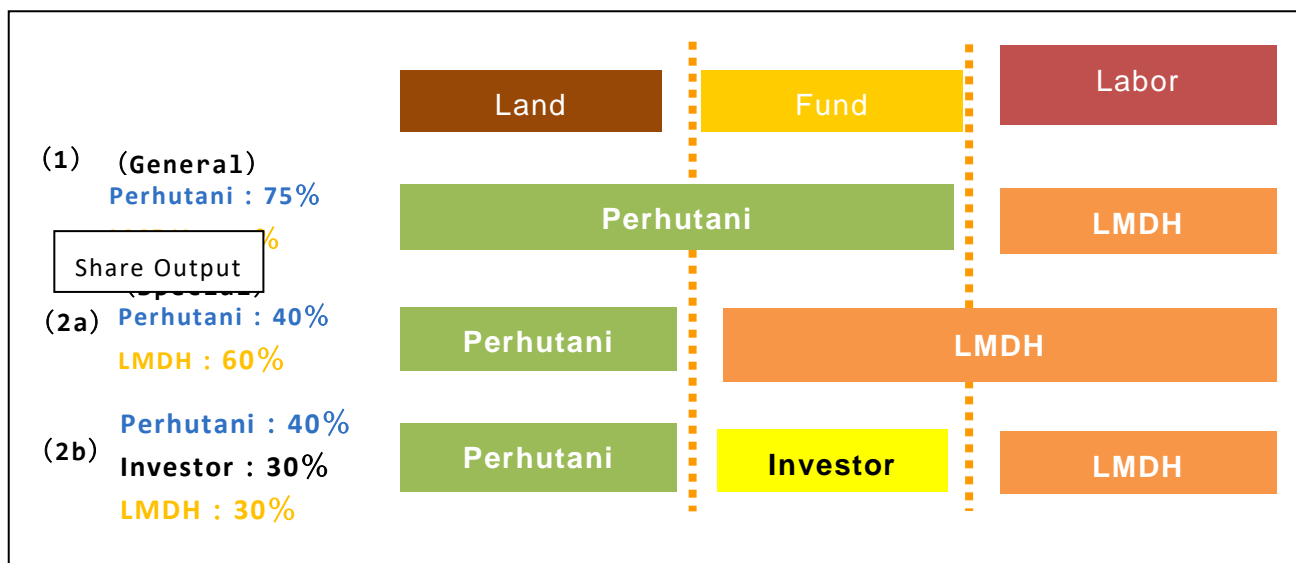 Land Fund Labor
(1) (General)
Perhutani : 75%
Perhutani LMDH
%
Share Output
(2a) Perhutani : 40%
LMDH : 60%
Perhutani LMDH
Perhutani : 40%
(2b) Investor : 30%
LMDH : 30%
Perhutani Investor LMDH